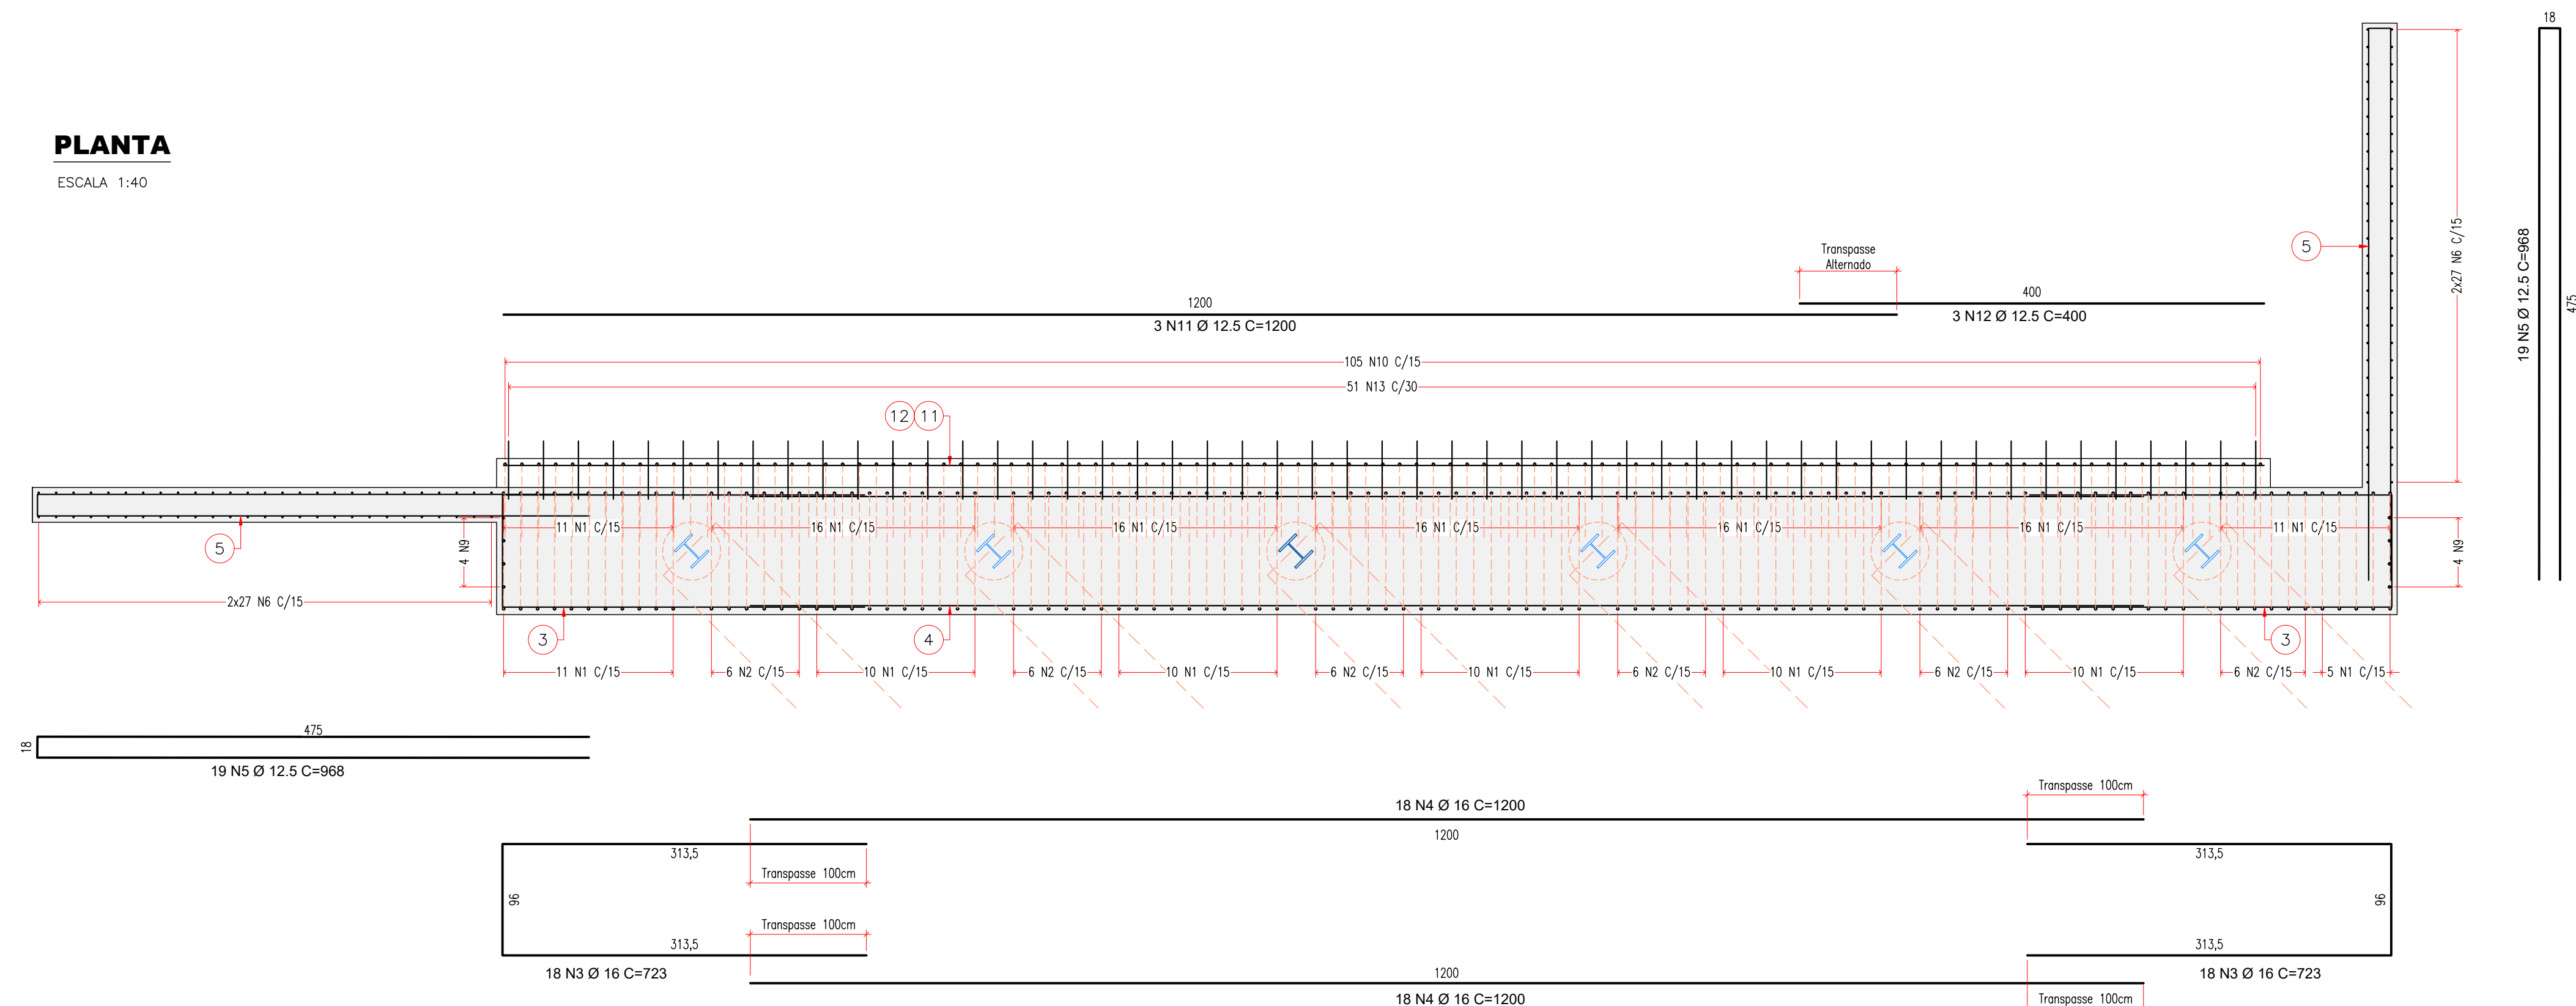 18
PLANTA
ESCALA 1:40
Transpasse
Alternado
5
2x27 N6 C/15
19 N5 Ø 12.5 C=968
475
1200
3 N11 Ø 12.5 C=1200
400
3 N12 Ø 12.5 C=400
105 N10 C/15
51 N13 C/30
12
11
11 N1 C/15
16 N1 C/15
16 N1 C/15
16 N1 C/15
16 N1 C/15
16 N1 C/15
11 N1 C/15
5
4 N9
4 N9
2x27 N6 C/15
3
4
3
11 N1 C/15
6 N2 C/15
10 N1 C/15
6 N2 C/15
10 N1 C/15
6 N2 C/15
10 N1 C/15
6 N2 C/15
10 N1 C/15
6 N2 C/15
10 N1 C/15
6 N2 C/15
5 N1 C/15
475
18
19 N5 Ø 12.5 C=968
18 N4 Ø 16 C=1200
1200
Transpasse 100cm
313,5
Transpasse 100cm
96
Transpasse 100cm
313,5
18 N3 Ø 16 C=723
313,5
96
313,5
18 N3 Ø 16 C=723
1200
18 N4 Ø 16 C=1200
Transpasse 100cm